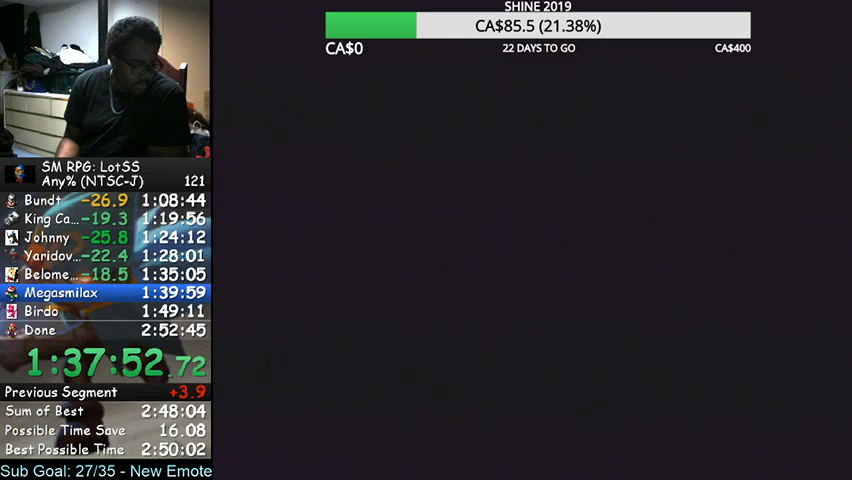 SHINE 2019
CA$85.5 (21.38%)
CA$0
22 DAYS TO GO
CA$400
SM RPG: LotSS
Any% (NTSC-J) 121
Bundt -26.9 1:08:44
King Ca... -19.3 1:19:56
Johnny -25.8 1:24:12
Yaridov... -22.4 1:28:01
Belome... -18.5 1:35:05
Megasmilax 1:39:59
Birdo 1:49:11
Done 2:52:45
1:37:52.72
Previous Segment +3.9
Sum of Best 2:48:04
Possible Time Save 16.08
Best Possible Time 2:50:02
Sub Goal: 27/35 - New Emote